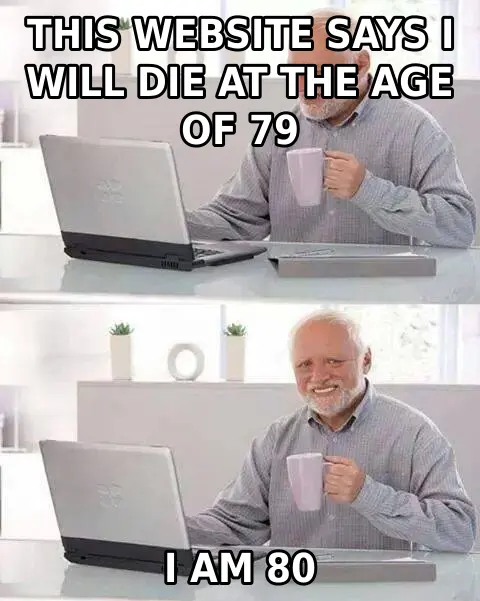 THIS WEBSITE SAYS I
WILL DIE AT THE AGE
OF 79
I AM 80